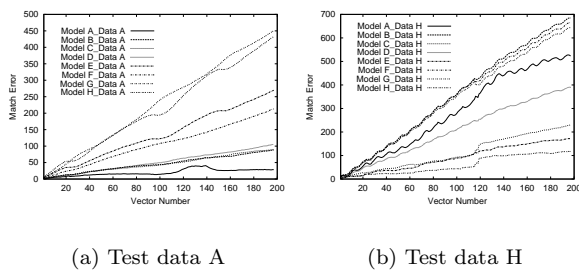 500
450
400
350
300
250
200
150
100
50
0
Match Error
Model A_Data A
Model B_Data A
Model C_Data A
Model D_Data A
Model E_Data A
Model F_Data A
Model G_Data A
Model H_Data A
20 40 60 80 100 120 140 160 180 200
Vector Number
(a) Test data A
700
600
500
400
300
200
100
0
Match Error
Model A_Data H
Model B_Data H
Model C_Data H
Model D_Data H
Model E_Data H
Model F_Data H
Model G_Data H
Model H_Data H
20 40 60 80 100 120 140 160 180 200
Vector Number
(b) Test data H